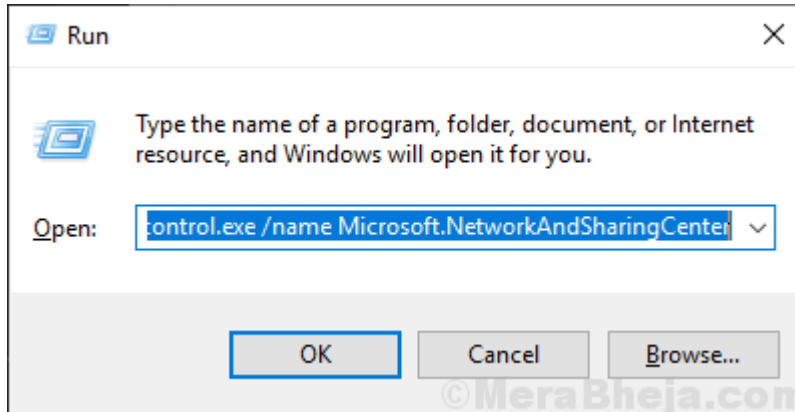 Run
Type the name of a program, folder, document, or Internet
resource, and Windows will open it for you.
Open: control.exe /name Microsoft.NetworkAndSharingCenter
OK Cancel Browse...
©MeraBheja.com